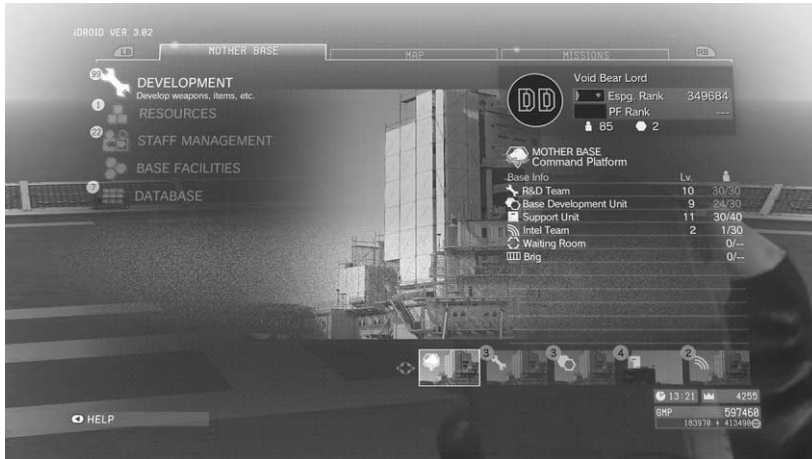 iDROID VER 3.02
LB
MOTHER BASE
MAP
MISSIONS
RB
99
DEVELOPMENT
Develop weapons, items, etc.
!
RESOURCES
22
STAFF MANAGEMENT
BASE FACILITIES
?
DATABASE
DD
Void Bear Lord
Espg. Rank 349684
PF Rank ---
85 2
MOTHER BASE
Command Platform
Base Info Lv.
R&D Team 10 30/30
Base Development Unit 9 24/30
Support Unit 11 30/40
Intel Team 2 1/30
Waiting Room 0/--
Brig 0/--
3 3 4 2
13:21 4255
GMP 597460
183970 + 413490
HELP